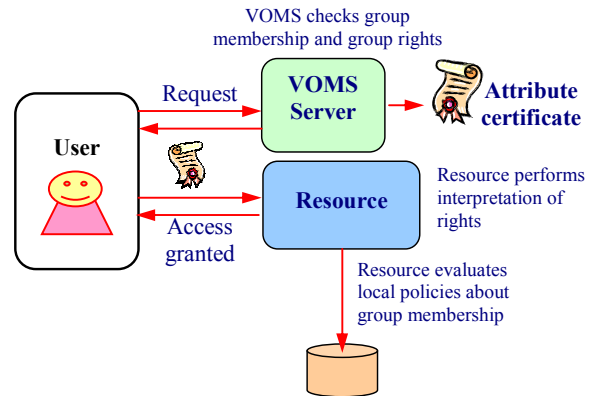 VOMS checks group
membership and group rights
Request
VOMS
Server
Attribute
certificate
User
Resource
Resource performs
interpretation of
rights
Access
granted
Resource evaluates
local policies about
group membership